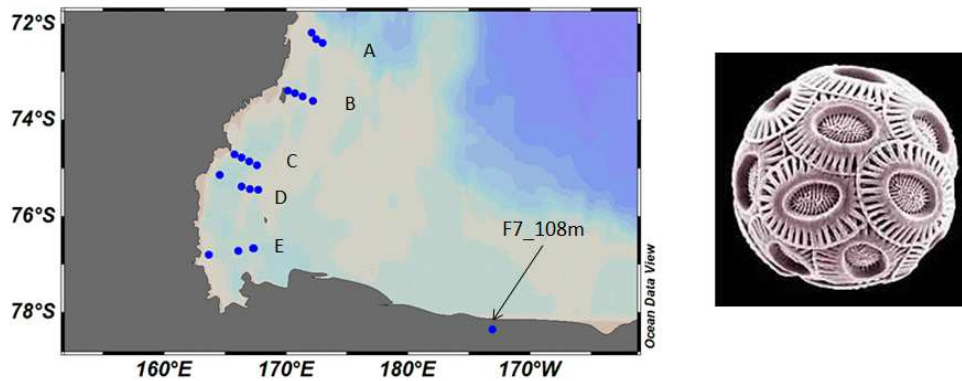 72°S
A
B
74°S
C
D
76°S
E
F7_108m
78°S
160°E
170°E
180°E
170°W
Ocean Data View